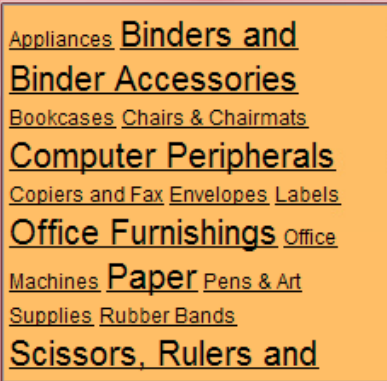 Appliances Binders and
Binder Accessories
Bookcases Chairs & Chairmats
Computer Peripherals
Copiers and Fax Envelopes Labels
Office Furnishings Office
Machines Paper Pens & Art
Supplies Rubber Bands
Scissors, Rulers and